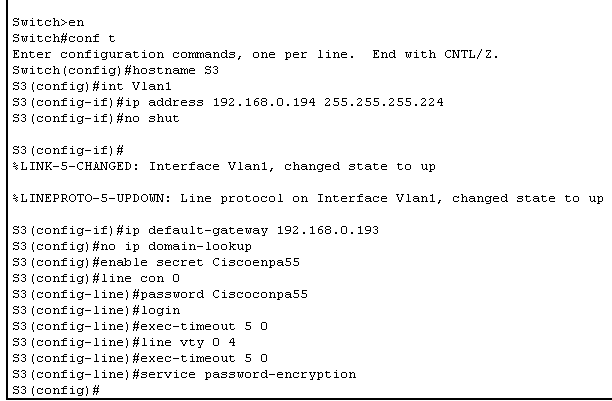 Switch>en
Switch#conf t
Enter configuration commands, one per line.  End with CNTL/Z.
Switch(config)#hostname S3
S3(config)#int Vlan1
S3(config-if)#ip address 192.168.0.194 255.255.255.224
S3(config-if)#no shut
S3(config-if)#
%LINK-5-CHANGED: Interface Vlan1, changed state to up
%LINEPROTO-5-UPDOWN: Line protocol on Interface Vlan1, changed state to up
S3(config-if)#ip default-gateway 192.168.0.193
S3(config)#no ip domain-lookup
S3(config)#enable secret Ciscoenpa55
S3(config)#line con 0
S3(config-line)#password Ciscoconpa55
S3(config-line)#login
S3(config-line)#exec-timeout 5 0
S3(config-line)#line vty 0 4
S3(config-line)#exec-timeout 5 0
S3(config-line)#service password-encryption
S3(config)#